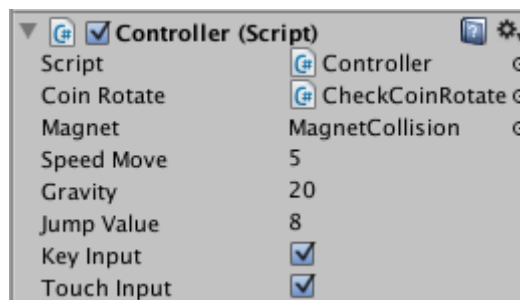 Controller (Script)
Script Controller
Coin Rotate CheckCoinRotate
Magnet MagnetCollision
Speed Move 5
Gravity 20
Jump Value 8
Key Input
Touch Input